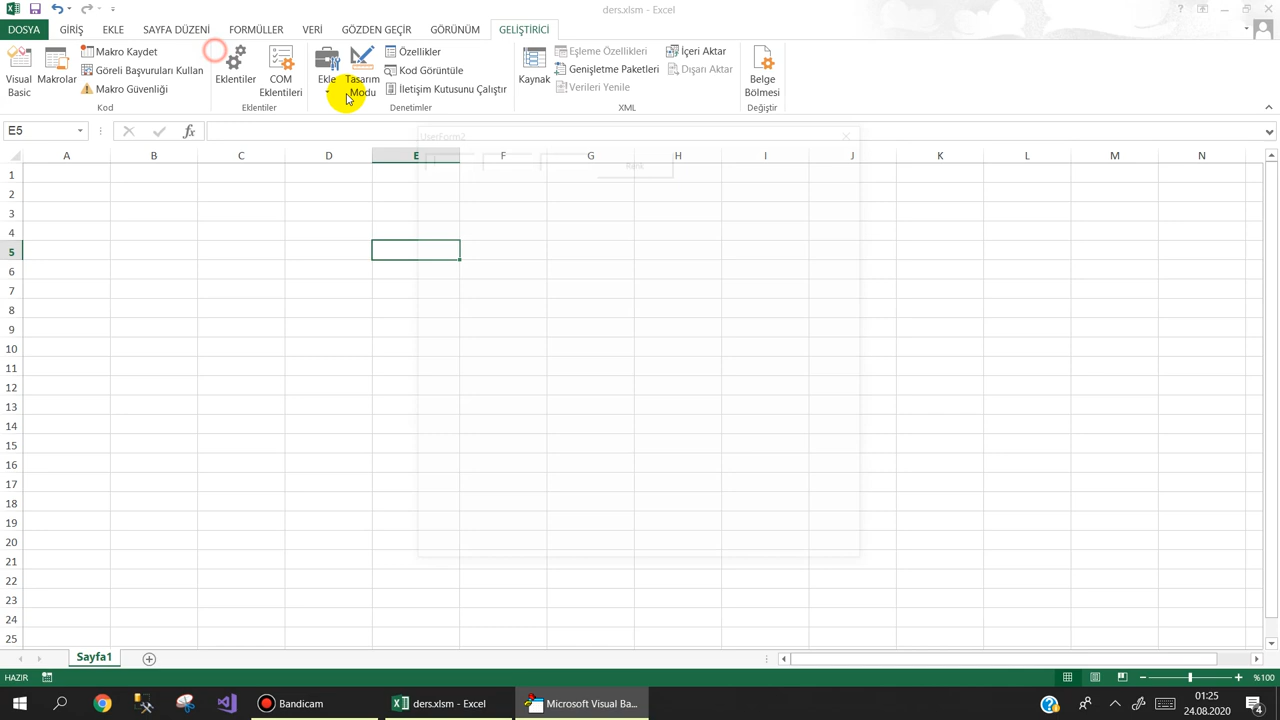 ders.xlsm - Excel
DOSYA GİRİŞ EKLE SAYFA DÜZENİ FORMÜLLER VERİ GÖZDEN GEÇİR GÖRÜNÜM GELİŞTİRİCİ
Visual Basic
Makrolar
Makro Kaydet
Göreli Başvuruları Kullan
Makro Güvenliği
Kod
Eklentiler
COM Eklentileri
Eklentiler
Ekle
Tasarım Modu
Özellikler
Kod Görüntüle
İletişim Kutusunu Çalıştır
Denetimler
Kaynak
Eşleme Özellikleri
Genişletme Paketleri
Verileri Yenile
İçeri Aktar
Dışarı Aktar
XML
Belge Bölmesi
Değiştir
E5
fx
UserForm2
A B C D E F G H I J K L M N
1
2
3
4
5
6
7
8
9
10
11
12
13
14
15
16
17
18
19
20
21
22
23
24
25
Sayfa1
HAZIR
%100
Bandicam
ders.xlsm - Excel
Microsoft Visual Ba...
01:25
24.08.2020
4